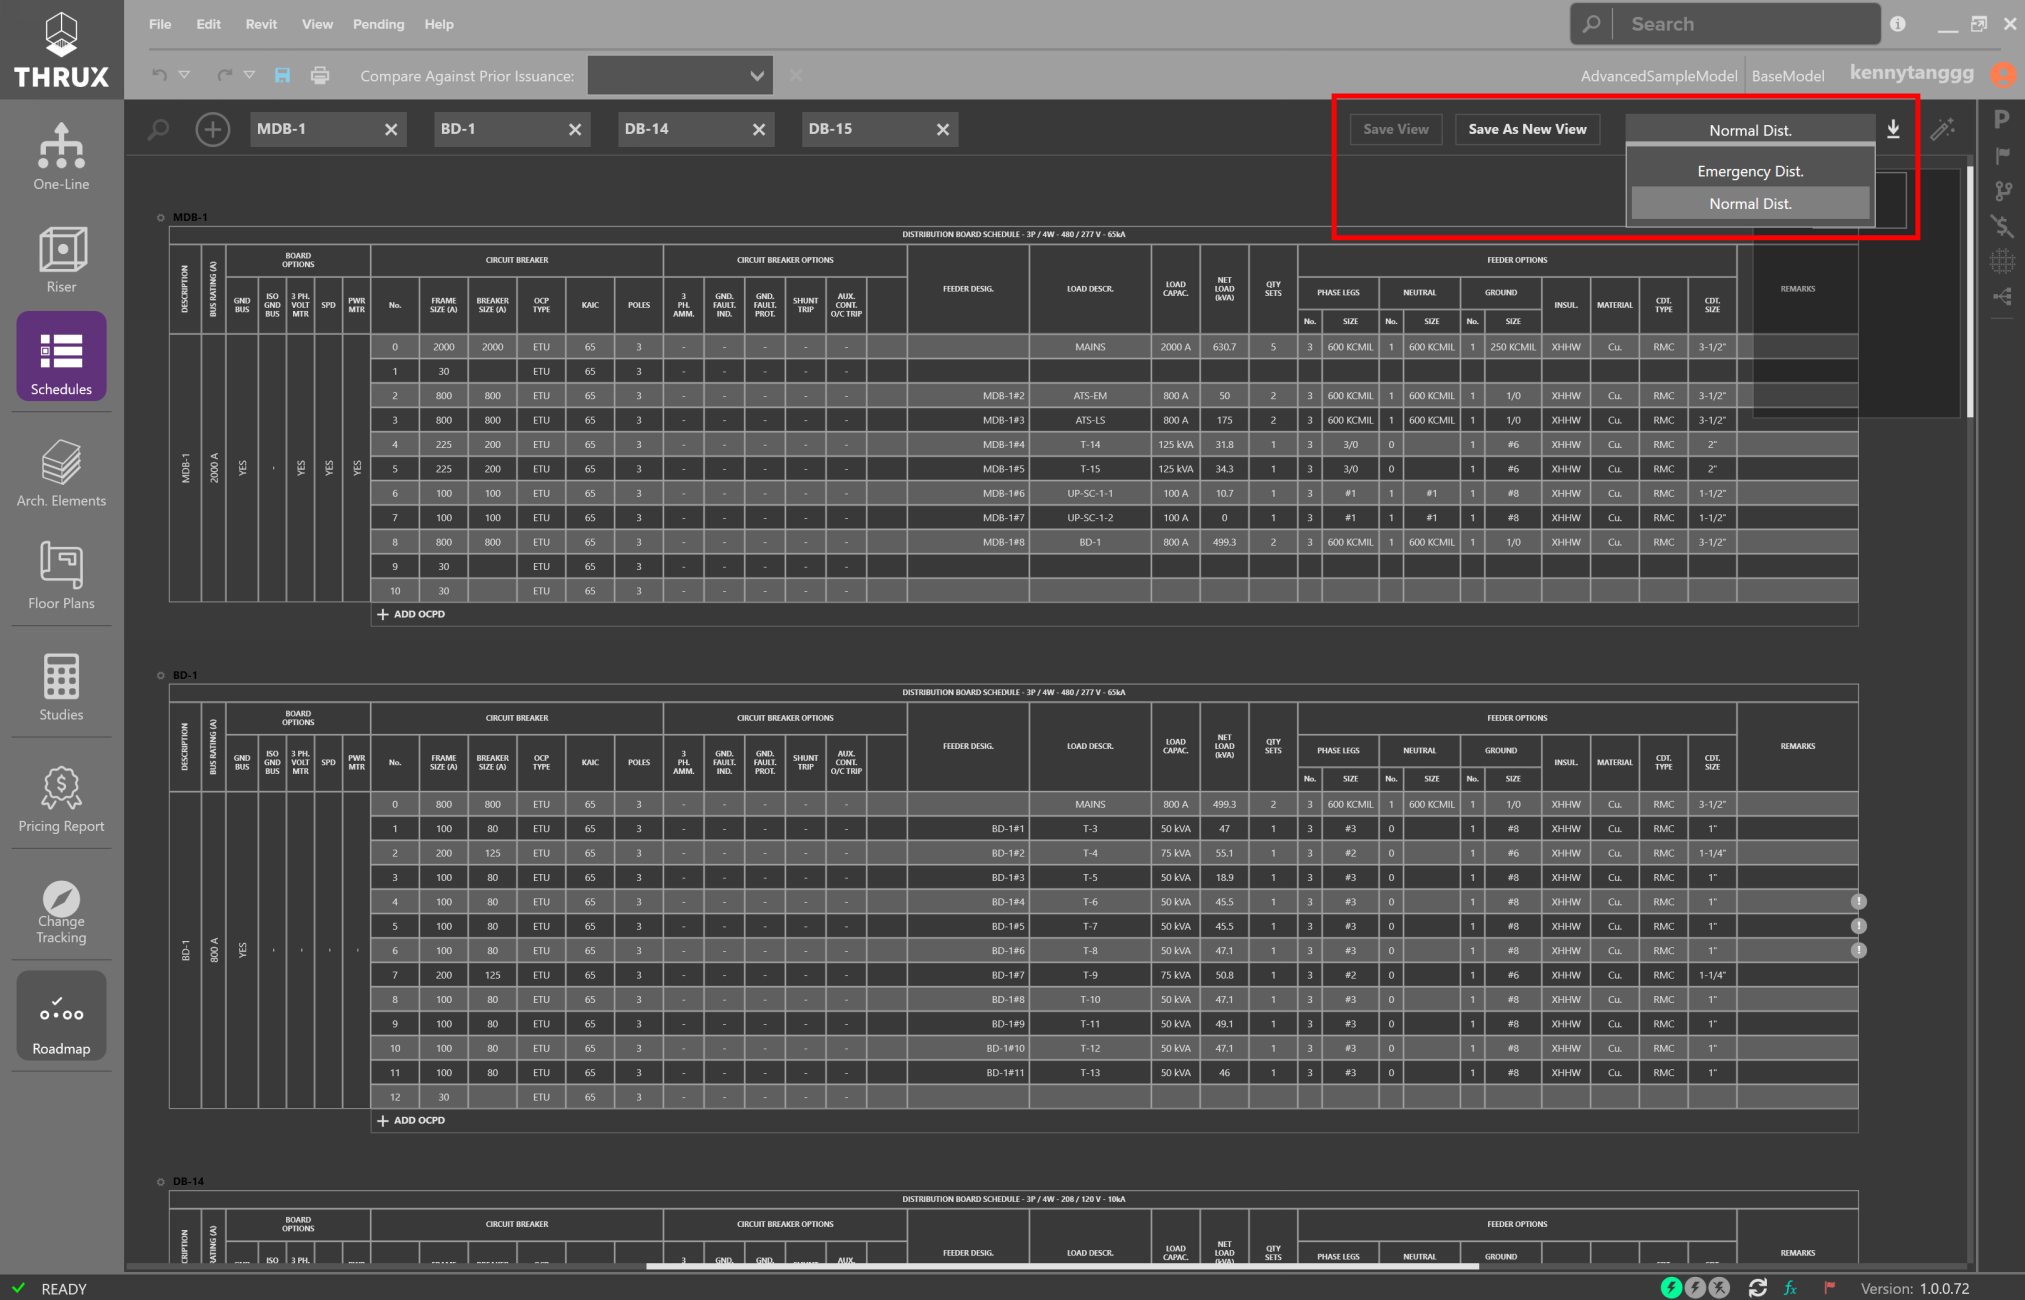 File Edit Revit View Pending Help
Search
THRUX
Compare Against Prior Issuance:
AdvancedSampleModel BaseModel kennytanggg
MDB-1 BD-1 DB-14 DB-15
Save View Save As New View Normal Dist.
Emergency Dist.
Normal Dist.
One-Line
Riser
Schedules
Arch. Elements
Floor Plans
Studies
Pricing Report
Change
Tracking
Roadmap
P
MDB-1
DISTRIBUTION BOARD SCHEDULE - 3P / 4W - 480 / 277 V - 65kA
DESCRIPTION BUS RATING (A) BOARD OPTIONS CIRCUIT BREAKER CIRCUIT BREAKER OPTIONS FEEDER DESIG. LOAD DESCR. LOAD CAPAC. NET LOAD (kVA) QTY SETS FEEDER OPTIONS REMARKS
GND BUS ISO GND BUS 3 PH. VOLT MTR SPD PWR MTR No. FRAME SIZE (A) BREAKER SIZE (A) OCP TYPE KAIC POLES 3 PH. AMM. GND. FAULT. IND. GND. FAULT. PROT. SHUNT TRIP AUX. CONT. O/C TRIP PHASE LEGS NEUTRAL GROUND INSUL. MATERIAL CDT. TYPE CDT. SIZE
No. SIZE No. SIZE No. SIZE
MDB-1 2000 A YES - YES YES YES
0 2000 2000 ETU 65 3 - - - - - MAINS 2000 A 630.7 5 3 600 KCMIL 1 600 KCMIL 1 250 KCMIL XHHW Cu. RMC 3-1/2"
1 30 ETU 65 3 - - - - -
2 800 800 ETU 65 3 - - - - - MDB-1#2 ATS-EM 800 A 50 2 3 600 KCMIL 1 600 KCMIL 1 1/0 XHHW Cu. RMC 3-1/2"
3 800 800 ETU 65 3 - - - - - MDB-1#3 ATS-LS 800 A 175 2 3 600 KCMIL 1 600 KCMIL 1 1/0 XHHW Cu. RMC 3-1/2"
4 225 200 ETU 65 3 - - - - - MDB-1#4 T-14 125 kVA 31.8 1 3 3/0 0 1 #6 XHHW Cu. RMC 2"
5 225 200 ETU 65 3 - - - - - MDB-1#5 T-15 125 kVA 34.3 1 3 3/0 0 1 #6 XHHW Cu. RMC 2"
6 100 100 ETU 65 3 - - - - - MDB-1#6 UP-SC-1-1 100 A 10.7 1 3 #1 1 #1 1 #8 XHHW Cu. RMC 1-1/2"
7 100 100 ETU 65 3 - - - - - MDB-1#7 UP-SC-1-2 100 A 0 1 3 #1 1 #1 1 #8 XHHW Cu. RMC 1-1/2"
8 800 800 ETU 65 3 - - - - - MDB-1#8 BD-1 800 A 499.3 2 3 600 KCMIL 1 600 KCMIL 1 1/0 XHHW Cu. RMC 3-1/2"
9 30 ETU 65 3 - - - - -
10 30 ETU 65 3 - - - - -
+ ADD OCPD
BD-1
DISTRIBUTION BOARD SCHEDULE - 3P / 4W - 480 / 277 V - 65kA
DESCRIPTION BUS RATING (A) BOARD OPTIONS CIRCUIT BREAKER CIRCUIT BREAKER OPTIONS FEEDER DESIG. LOAD DESCR. LOAD CAPAC. NET LOAD (kVA) QTY SETS FEEDER OPTIONS REMARKS
GND BUS ISO GND BUS 3 PH. VOLT MTR SPD PWR MTR No. FRAME SIZE (A) BREAKER SIZE (A) OCP TYPE KAIC POLES 3 PH. AMM. GND. FAULT. IND. GND. FAULT. PROT. SHUNT TRIP AUX. CONT. O/C TRIP PHASE LEGS NEUTRAL GROUND INSUL. MATERIAL CDT. TYPE CDT. SIZE
No. SIZE No. SIZE No. SIZE
BD-1 800 A YES - - - -
0 800 800 ETU 65 3 - - - - - MAINS 800 A 499.3 2 3 600 KCMIL 1 600 KCMIL 1 1/0 XHHW Cu. RMC 3-1/2"
1 100 80 ETU 65 3 - - - - - BD-1#1 T-3 50 kVA 47 1 3 #3 0 1 #8 XHHW Cu. RMC 1"
2 200 125 ETU 65 3 - - - - - BD-1#2 T-4 75 kVA 55.1 1 3 #2 0 1 #6 XHHW Cu. RMC 1-1/4"
3 100 80 ETU 65 3 - - - - - BD-1#3 T-5 50 kVA 18.9 1 3 #3 0 1 #8 XHHW Cu. RMC 1"
4 100 80 ETU 65 3 - - - - - BD-1#4 T-6 50 kVA 45.5 1 3 #3 0 1 #8 XHHW Cu. RMC 1"
5 100 80 ETU 65 3 - - - - - BD-1#5 T-7 50 kVA 45.5 1 3 #3 0 1 #8 XHHW Cu. RMC 1"
6 100 80 ETU 65 3 - - - - - BD-1#6 T-8 50 kVA 47.1 1 3 #3 0 1 #8 XHHW Cu. RMC 1"
7 200 125 ETU 65 3 - - - - - BD-1#7 T-9 75 kVA 50.8 1 3 #2 0 1 #6 XHHW Cu. RMC 1-1/4"
8 100 80 ETU 65 3 - - - - - BD-1#8 T-10 50 kVA 47.1 1 3 #3 0 1 #8 XHHW Cu. RMC 1"
9 100 80 ETU 65 3 - - - - - BD-1#9 T-11 50 kVA 49.1 1 3 #3 0 1 #8 XHHW Cu. RMC 1"
10 100 80 ETU 65 3 - - - - - BD-1#10 T-12 50 kVA 47.1 1 3 #3 0 1 #8 XHHW Cu. RMC 1"
11 100 80 ETU 65 3 - - - - - BD-1#11 T-13 50 kVA 46 1 3 #3 0 1 #8 XHHW Cu. RMC 1"
12 30 ETU 65 3 - - - - -
+ ADD OCPD
DB-14
DISTRIBUTION BOARD SCHEDULE - 3P / 4W - 208 / 120 V - 10kA
BOARD OPTIONS CIRCUIT BREAKER CIRCUIT BREAKER OPTIONS FEEDER DESIG. LOAD DESCR. LOAD CAPAC. NET LOAD QTY SETS FEEDER OPTIONS REMARKS
ISO 3 PH. 3 GND. GND. AUX. PHASE LEGS NEUTRAL GROUND
READY
fx Version: 1.0.0.72